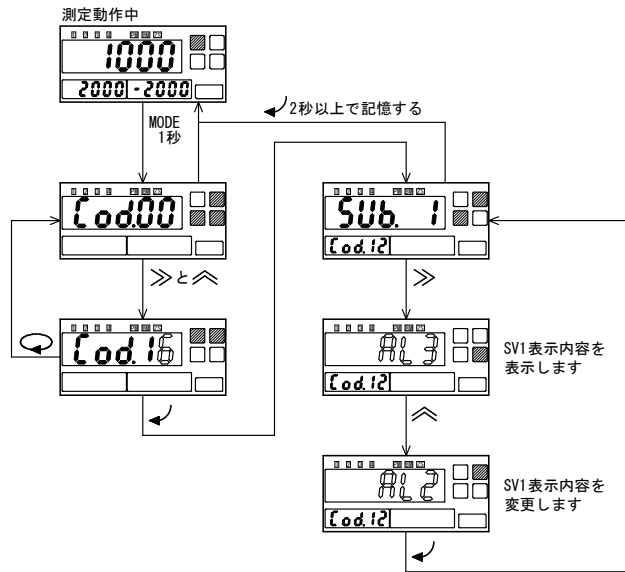 測定動作中
1000
2000 -2000
MODE
1秒
2秒以上で記憶する
Cod.00
SUb. 1
Cod.12
と
Cod.16
AL3
Cod.12
SV1表示内容を
表示します
AL2
Cod.12
SV1表示内容を
変更します